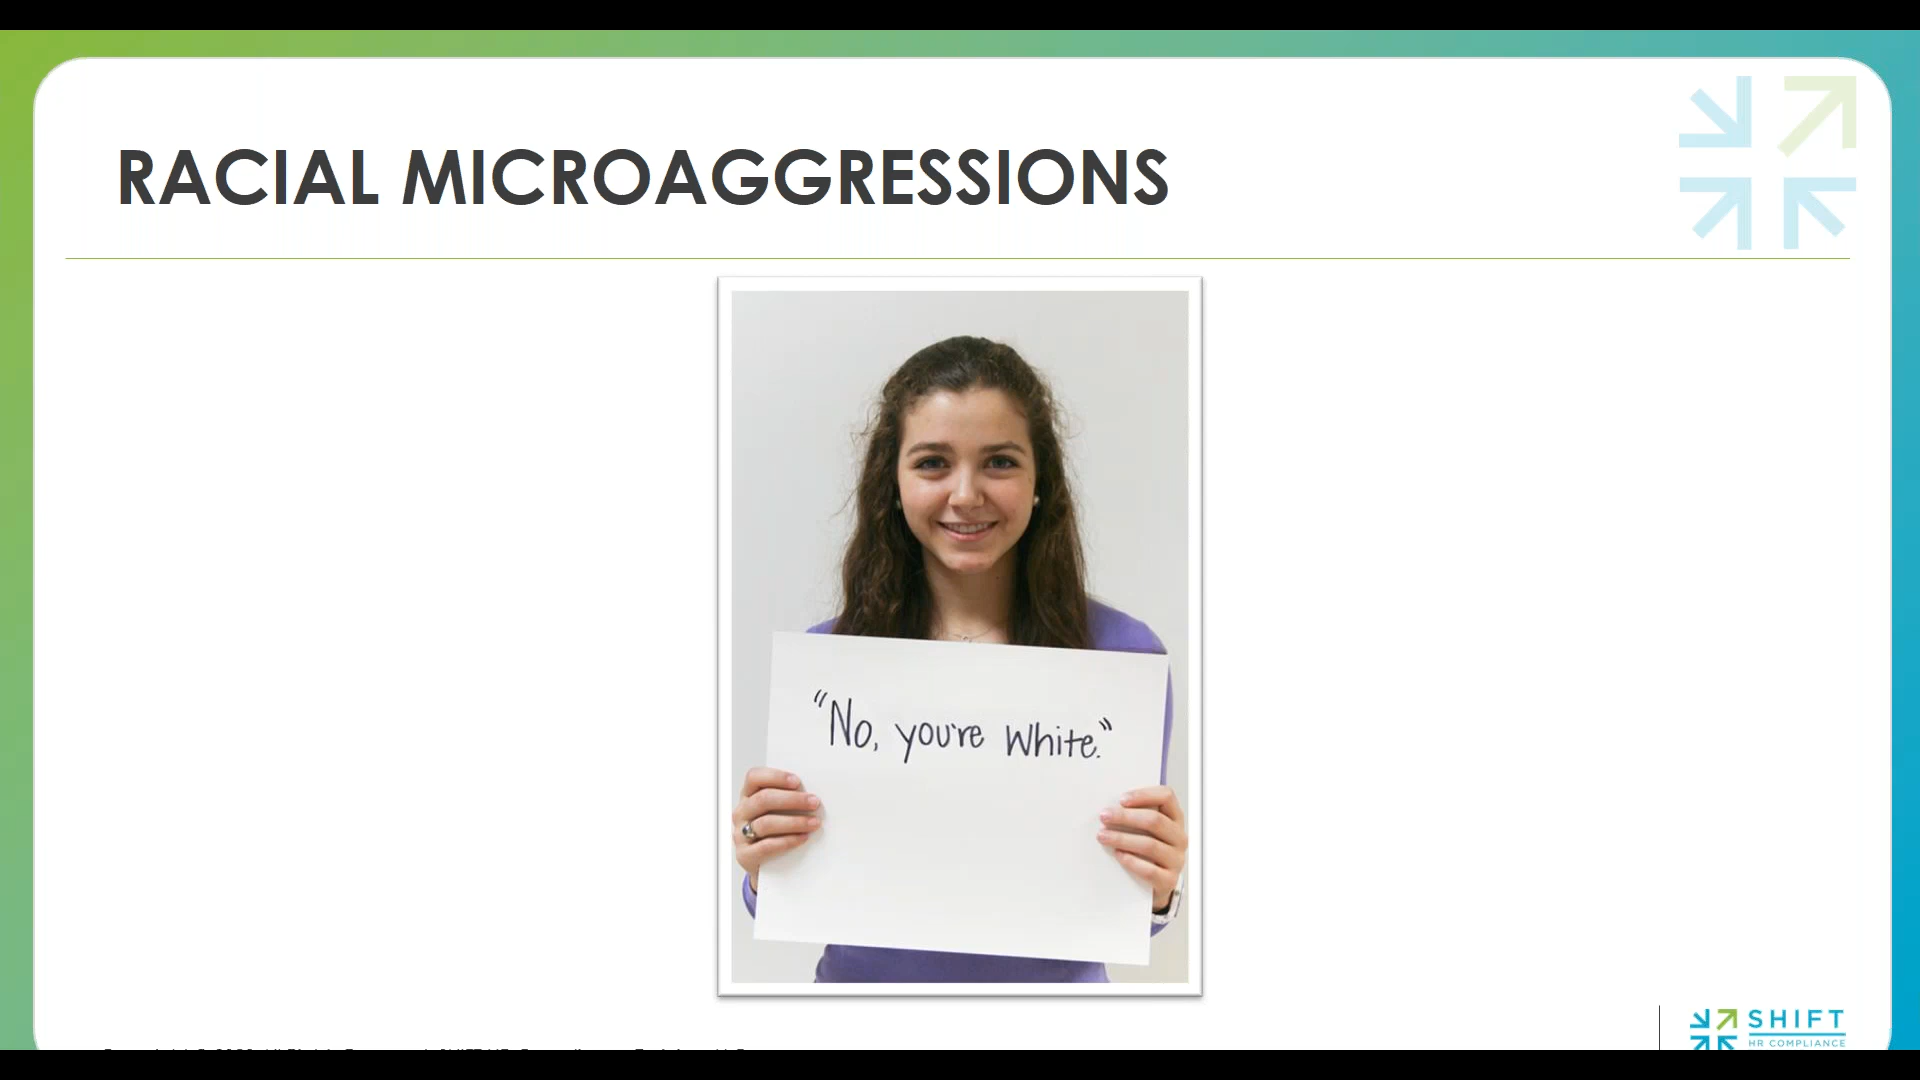 RACIAL MICROAGGRESSIONS
"No, you're White."
SHIFT
HR COMPLIANCE